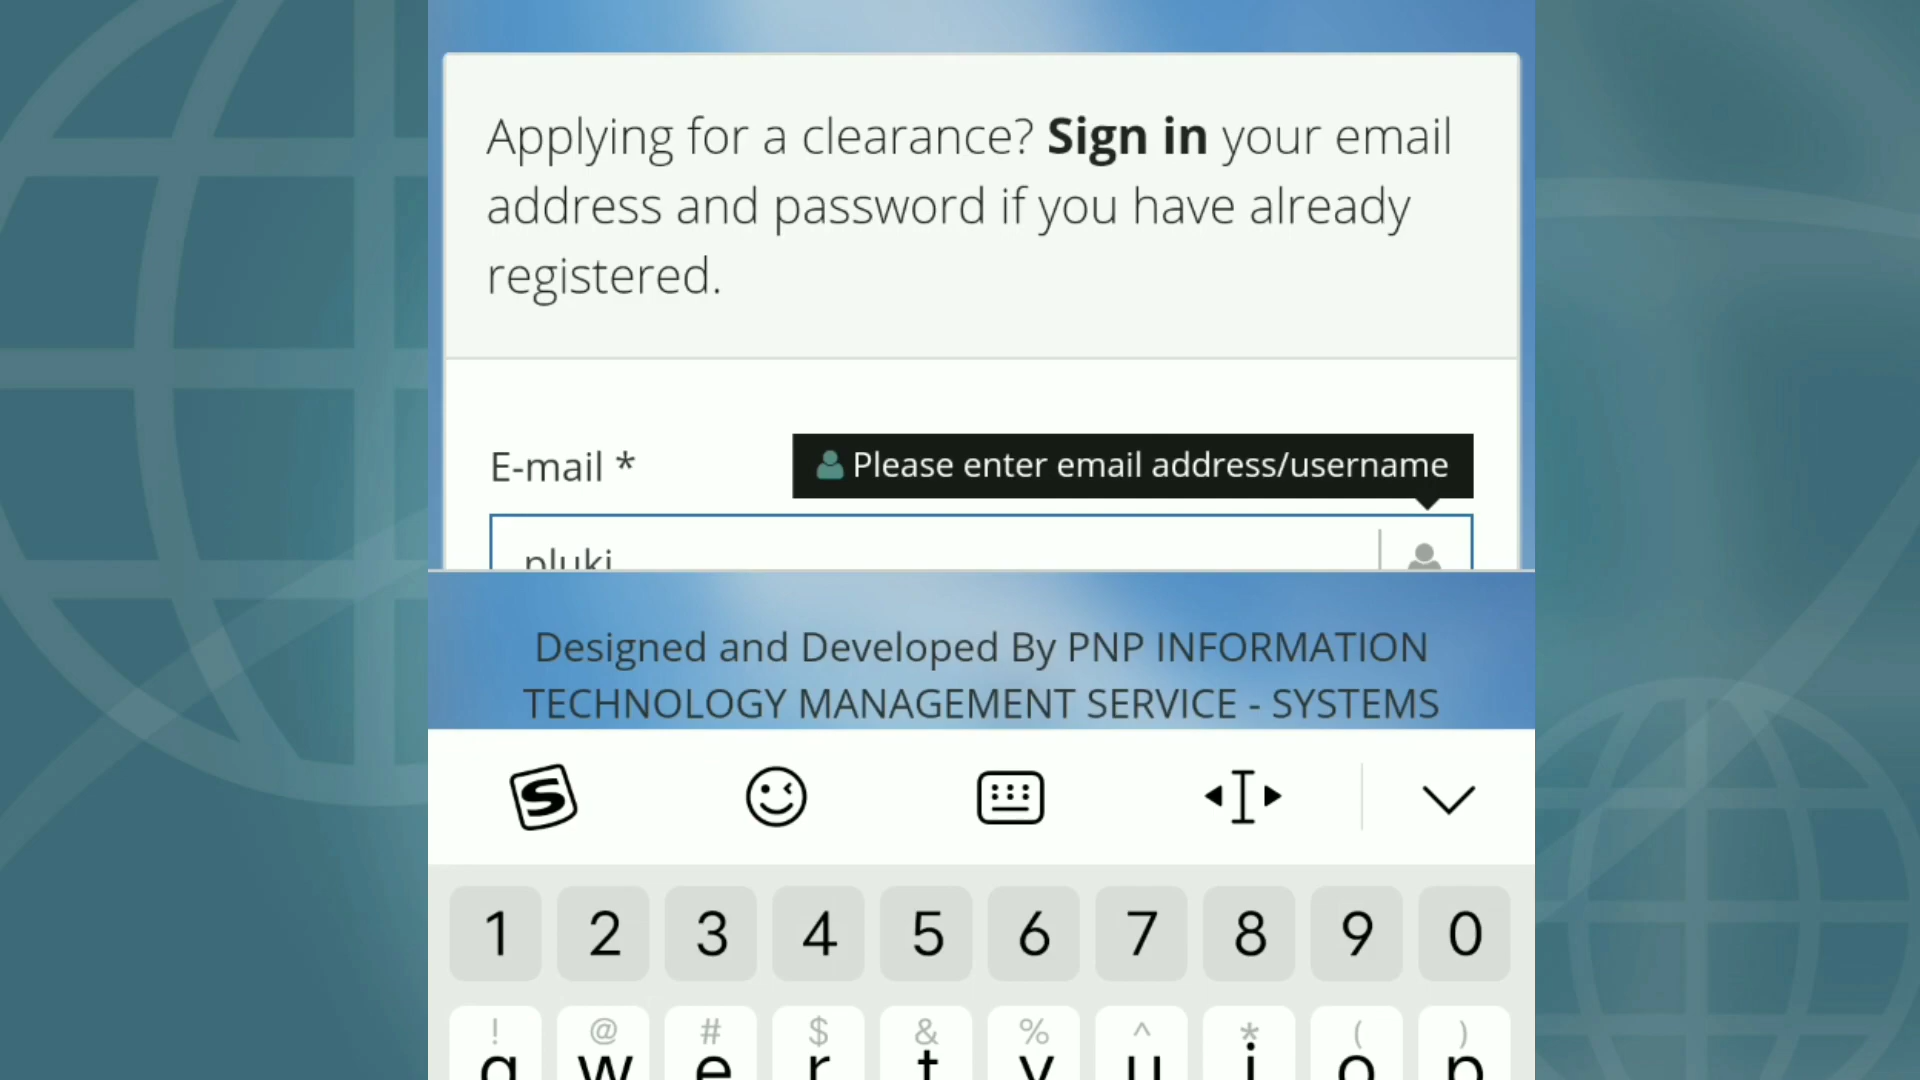 Applying for a clearance? Sign in your email
address and password if you have already
registered.
E-mail *
Please enter email address/username
pluki
Designed and Developed By PNP INFORMATION
TECHNOLOGY MANAGEMENT SERVICE - SYSTEMS
S
1 2 3 4 5 6 7 8 9 0
! @ # $ & % ^ * ( )
q w e r t y u i o p